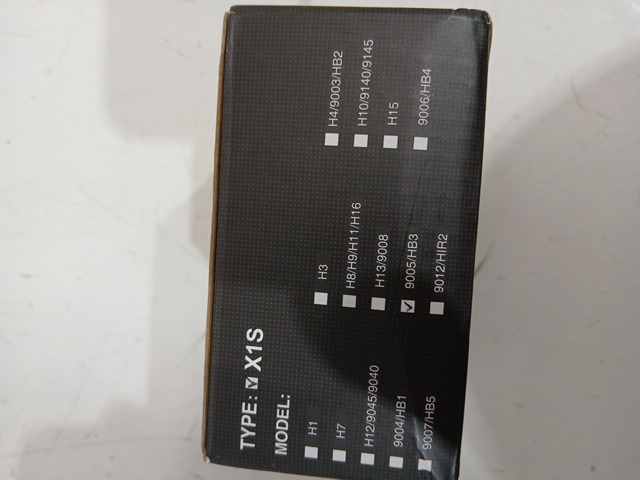 TYPE: ☑ X1S
MODEL:
☐ H1 ☐ H3 ☐ H4/9003/HB2
☐ H7 ☐ H8/H9/H11/H16 ☐ H10/9140/9145
☐ H12/9045/9040 ☐ H13/9008 ☐ H15
☐ 9004/HB1 ☑ 9005/HB3 ☐ 9006/HB4
☐ 9007/HB5 ☐ 9012/HIR2